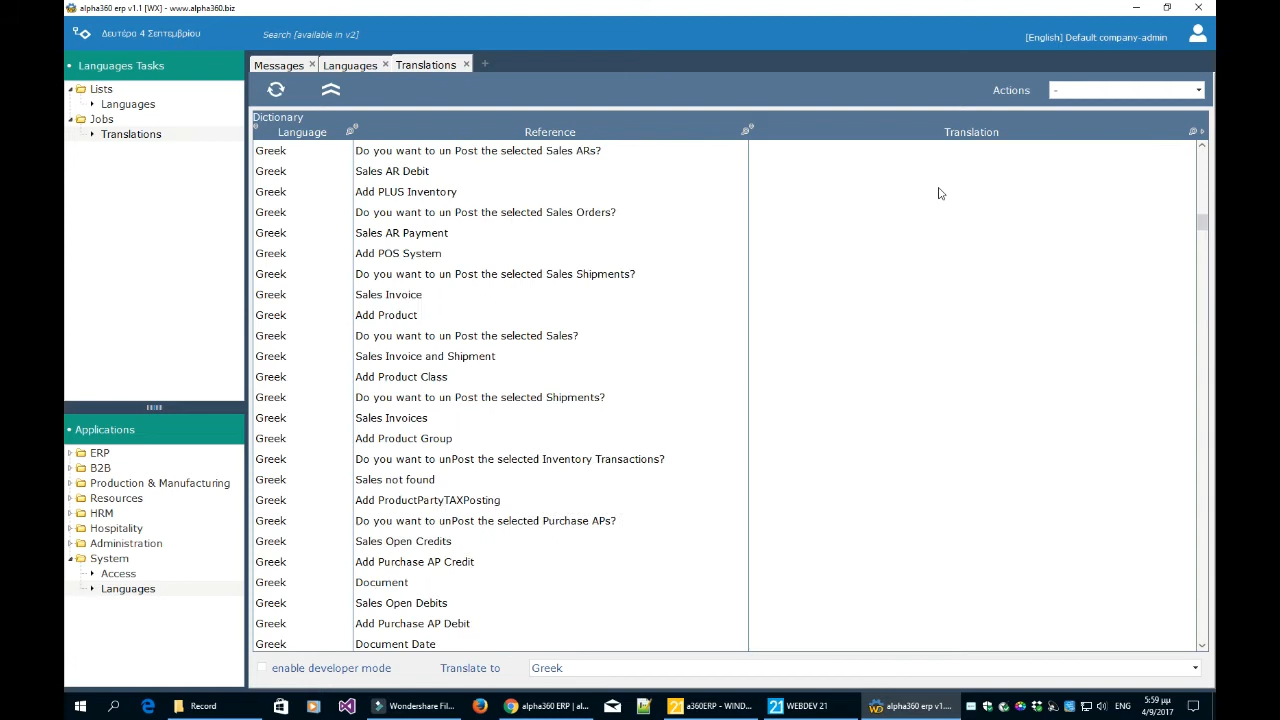 alpha360 erp v1.1 [WX] - www.alpha360.biz
Δευτέρα 4 Σεπτεμβρίου
Search [available in v2]
[English] Default company-admin
Languages Tasks
Lists
Languages
Jobs
Translations
Applications
ERP
B2B
Production & Manufacturing
Resources
HRM
Hospitality
Administration
System
Access
Languages
Messages
Languages
Translations
Actions
-
Dictionary
Language Reference Translation
Greek Do you want to un Post the selected Sales ARs?
Greek Sales AR Debit
Greek Add PLUS Inventory
Greek Do you want to un Post the selected Sales Orders?
Greek Sales AR Payment
Greek Add POS System
Greek Do you want to un Post the selected Sales Shipments?
Greek Sales Invoice
Greek Add Product
Greek Do you want to un Post the selected Sales?
Greek Sales Invoice and Shipment
Greek Add Product Class
Greek Do you want to un Post the selected Shipments?
Greek Sales Invoices
Greek Add Product Group
Greek Do you want to unPost the selected Inventory Transactions?
Greek Sales not found
Greek Add ProductPartyTAXPosting
Greek Do you want to unPost the selected Purchase APs?
Greek Sales Open Credits
Greek Add Purchase AP Credit
Greek Document
Greek Sales Open Debits
Greek Add Purchase AP Debit
Greek Document Date
enable developer mode Translate to Greek
Record
Wondershare Fil...
alpha360 ERP | al...
a360ERP - WIND...
WEBDEV 21
alpha360 erp v1....
5:59 μμ
4/9/2017